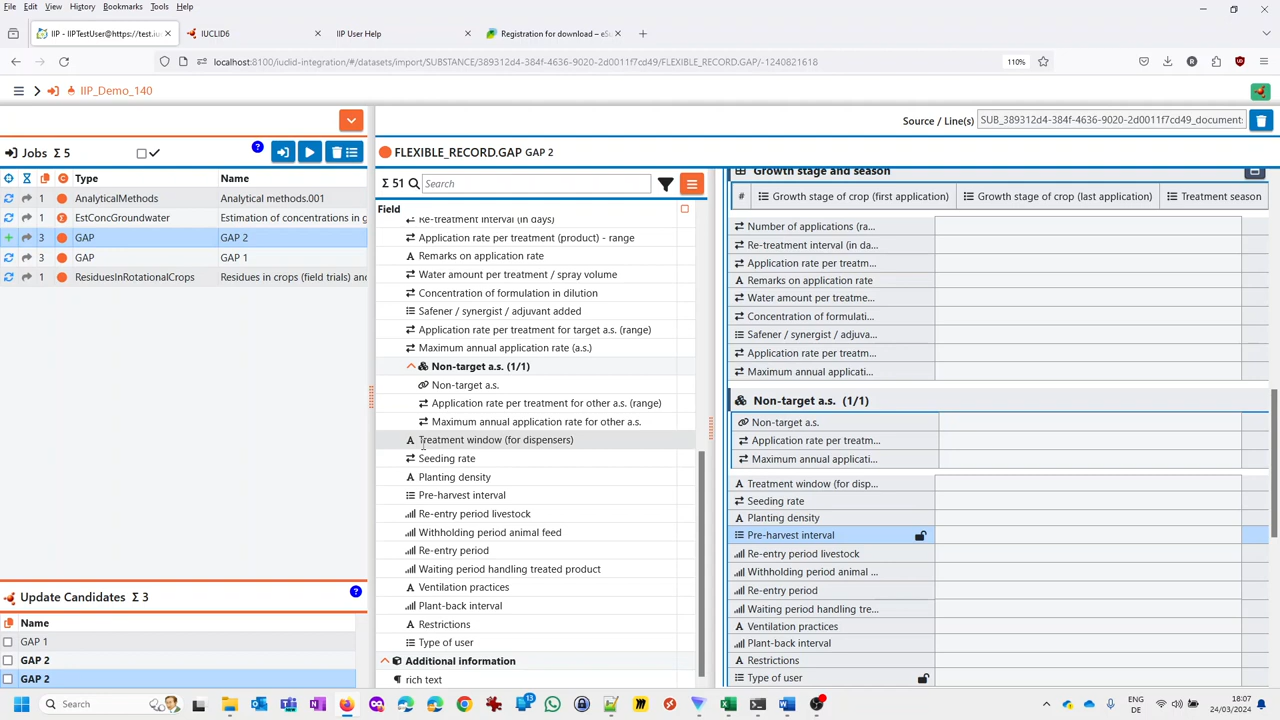 File Edit View History Bookmarks Tools Help
IIP - IIPTestUser@https://test.iu
IUCLID6
IIP User Help
Registration for download – eSu
localhost:8100/iuclid-integration/#/datasets/import/SUBSTANCE/389312d4-384f-4636-9020-2d0011f7cd49/FLEXIBLE_RECORD.GAP/-1240821618
110%
IIP_Demo_140
Source / Line(s)
SUB_389312d4-384f-4636-9020-2d0011f7cd49_document:
Jobs Σ 5
FLEXIBLE_RECORD.GAP GAP 2
Type Name
1 AnalyticalMethods Analytical methods.001
1 EstConcGroundwater Estimation of concentrations in g
3 GAP GAP 2
3 GAP GAP 1
1 ResiduesInRotationalCrops Residues in crops (field trials) and
Update Candidates Σ 3
Name
GAP 1
GAP 2
GAP 2
Σ 51 Search
Field
Re-treatment interval (in days)
Application rate per treatment (product) - range
Remarks on application rate
Water amount per treatment / spray volume
Concentration of formulation in dilution
Safener / synergist / adjuvant added
Application rate per treatment for target a.s. (range)
Maximum annual application rate (a.s.)
Non-target a.s. (1/1)
Non-target a.s.
Application rate per treatment for other a.s. (range)
Maximum annual application rate for other a.s.
Treatment window (for dispensers)
Seeding rate
Planting density
Pre-harvest interval
Re-entry period livestock
Withholding period animal feed
Re-entry period
Waiting period handling treated product
Ventilation practices
Plant-back interval
Restrictions
Type of user
Additional information
rich text
Growth stage and season
# Growth stage of crop (first application) Growth stage of crop (last application) Treatment season
Number of applications (ra...
Re-treatment interval (in da...
Application rate per treatm...
Remarks on application rate
Water amount per treatme...
Concentration of formulati...
Safener / synergist / adjuva...
Application rate per treatm...
Maximum annual applicati...
Non-target a.s. (1/1)
Non-target a.s.
Application rate per treatm...
Maximum annual applicati...
Treatment window (for disp...
Seeding rate
Planting density
Pre-harvest interval
Re-entry period livestock
Withholding period animal ...
Re-entry period
Waiting period handling tre...
Ventilation practices
Plant-back interval
Restrictions
Type of user
Search
13
ENG
DE
18:07
24/03/2024